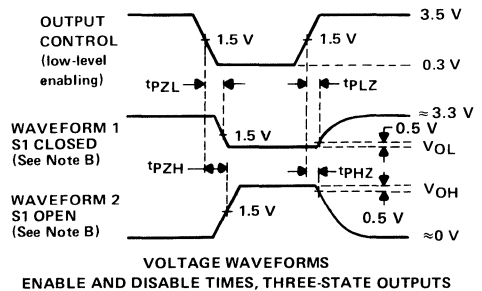 OUTPUT
CONTROL
(low-level
enabling)
3.5 V
1.5 V
1.5 V
0.3 V
tPZL
tPLZ
WAVEFORM 1
S1 CLOSED
(See Note B)
≈3.3 V
0.5 V
1.5 V
VOL
tPZH
tPHZ
WAVEFORM 2
S1 OPEN
(See Note B)
VOH
1.5 V
0.5 V
≈0 V
VOLTAGE WAVEFORMS
ENABLE AND DISABLE TIMES, THREE-STATE OUTPUTS